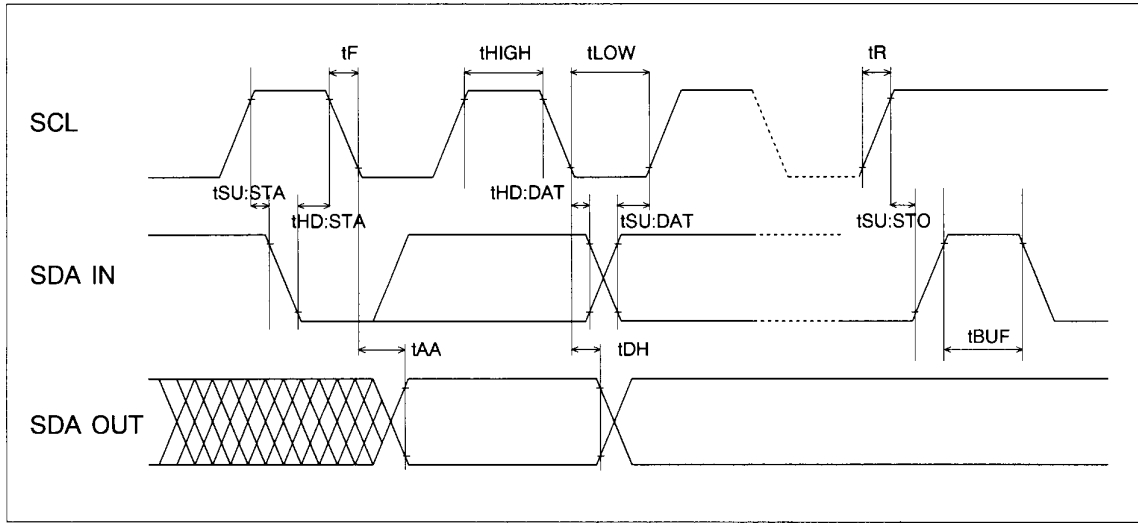 tF tHIGH tLOW tR
SCL
tSU:STA tHD:STA tHD:DAT tSU:DAT tSU:STO
SDA IN
tBUF
tAA tDH
SDA OUT